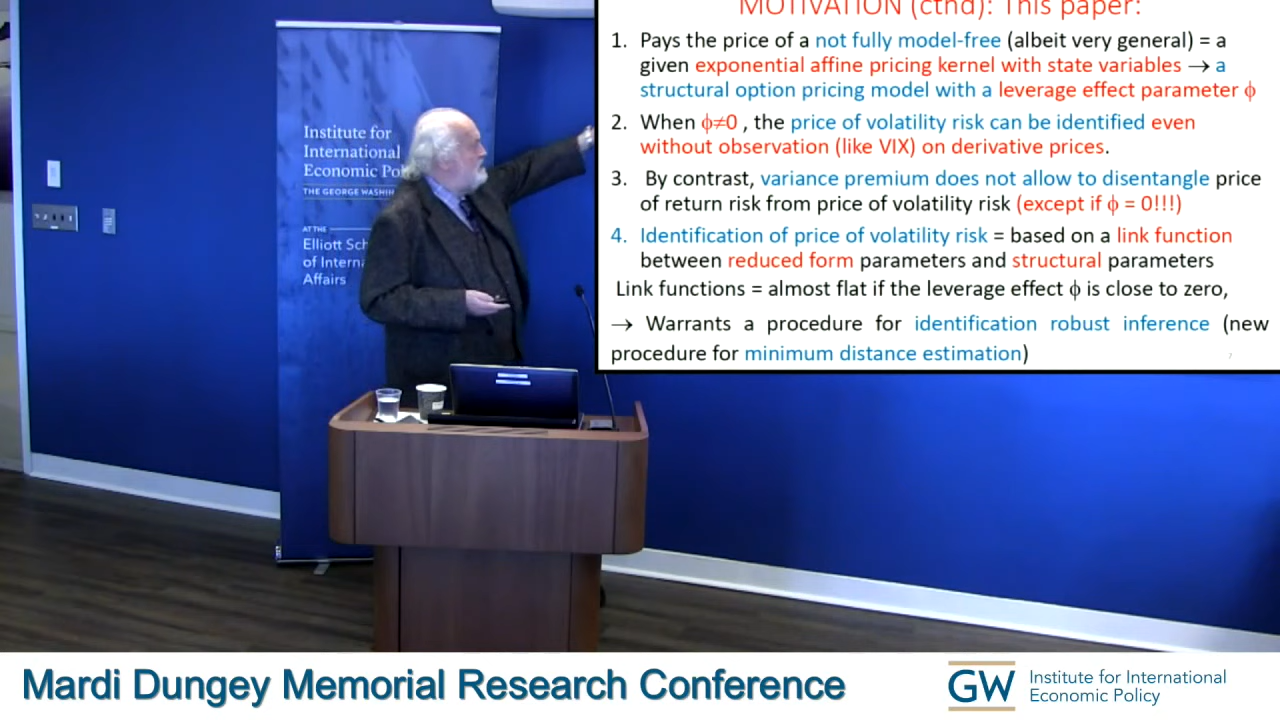 MOTIVATION (ctnd): This paper:
1. Pays the price of a not fully model-free (albeit very general) = a
given exponential affine pricing kernel with state variables → a
structural option pricing model with a leverage effect parameter ϕ
2. When ϕ≠0 , the price of volatility risk can be identified even
without observation (like VIX) on derivative prices.
3. By contrast, variance premium does not allow to disentangle price
of return risk from price of volatility risk (except if ϕ = 0!!!)
4. Identification of price of volatility risk = based on a link function
between reduced form parameters and structural parameters
Link functions = almost flat if the leverage effect ϕ is close to zero,
→ Warrants a procedure for identification robust inference (new
procedure for minimum distance estimation)
7
Institute for
International
Economic
THE GEORGE
AT THE
Elliott
of
Affairs
Mardi Dungey Memorial Research Conference
GW
Institute for International
Economic Policy